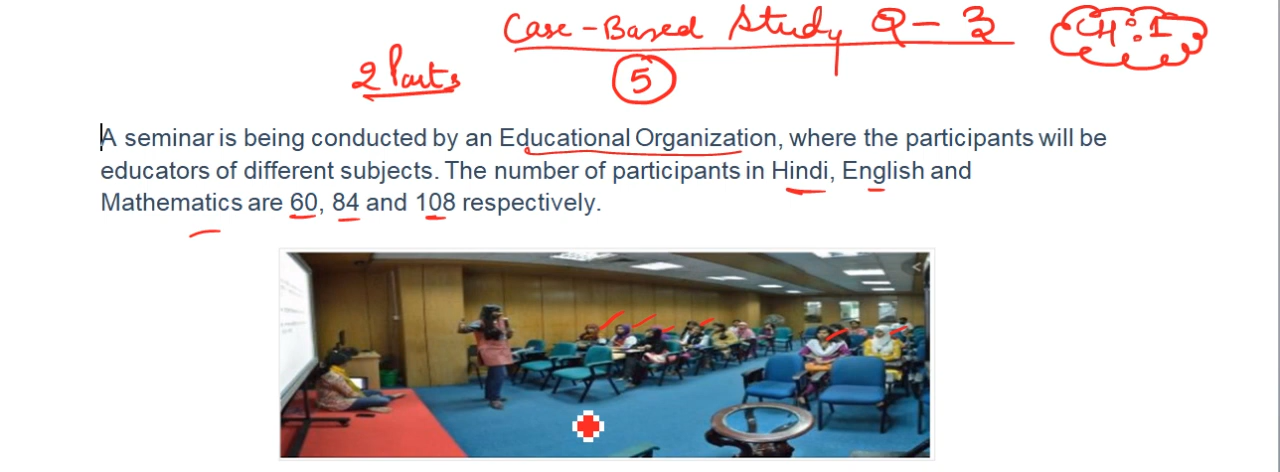 Case-Based Study Q-3
CH:1
2 Parts
5
A seminar is being conducted by an Educational Organization, where the participants will be
educators of different subjects. The number of participants in Hindi, English and
Mathematics are 60, 84 and 108 respectively.